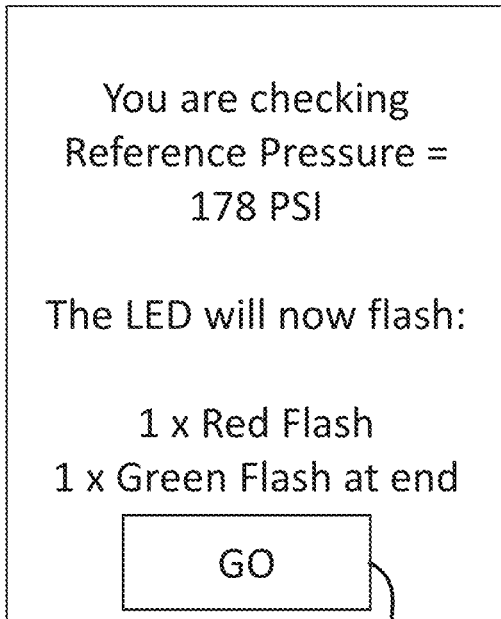 You are checking
Reference Pressure =
178 PSI
The LED will now flash:
1 x Red Flash
1 x Green Flash at end
GO